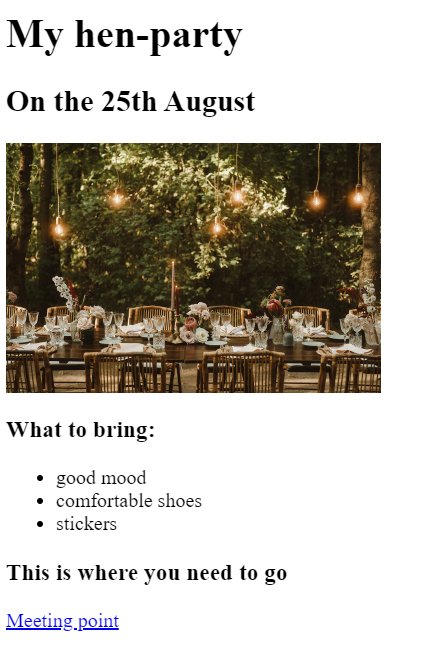 My hen-party
On the 25th August
What to bring:
good mood
comfortable shoes
stickers
This is where you need to go
Meeting point